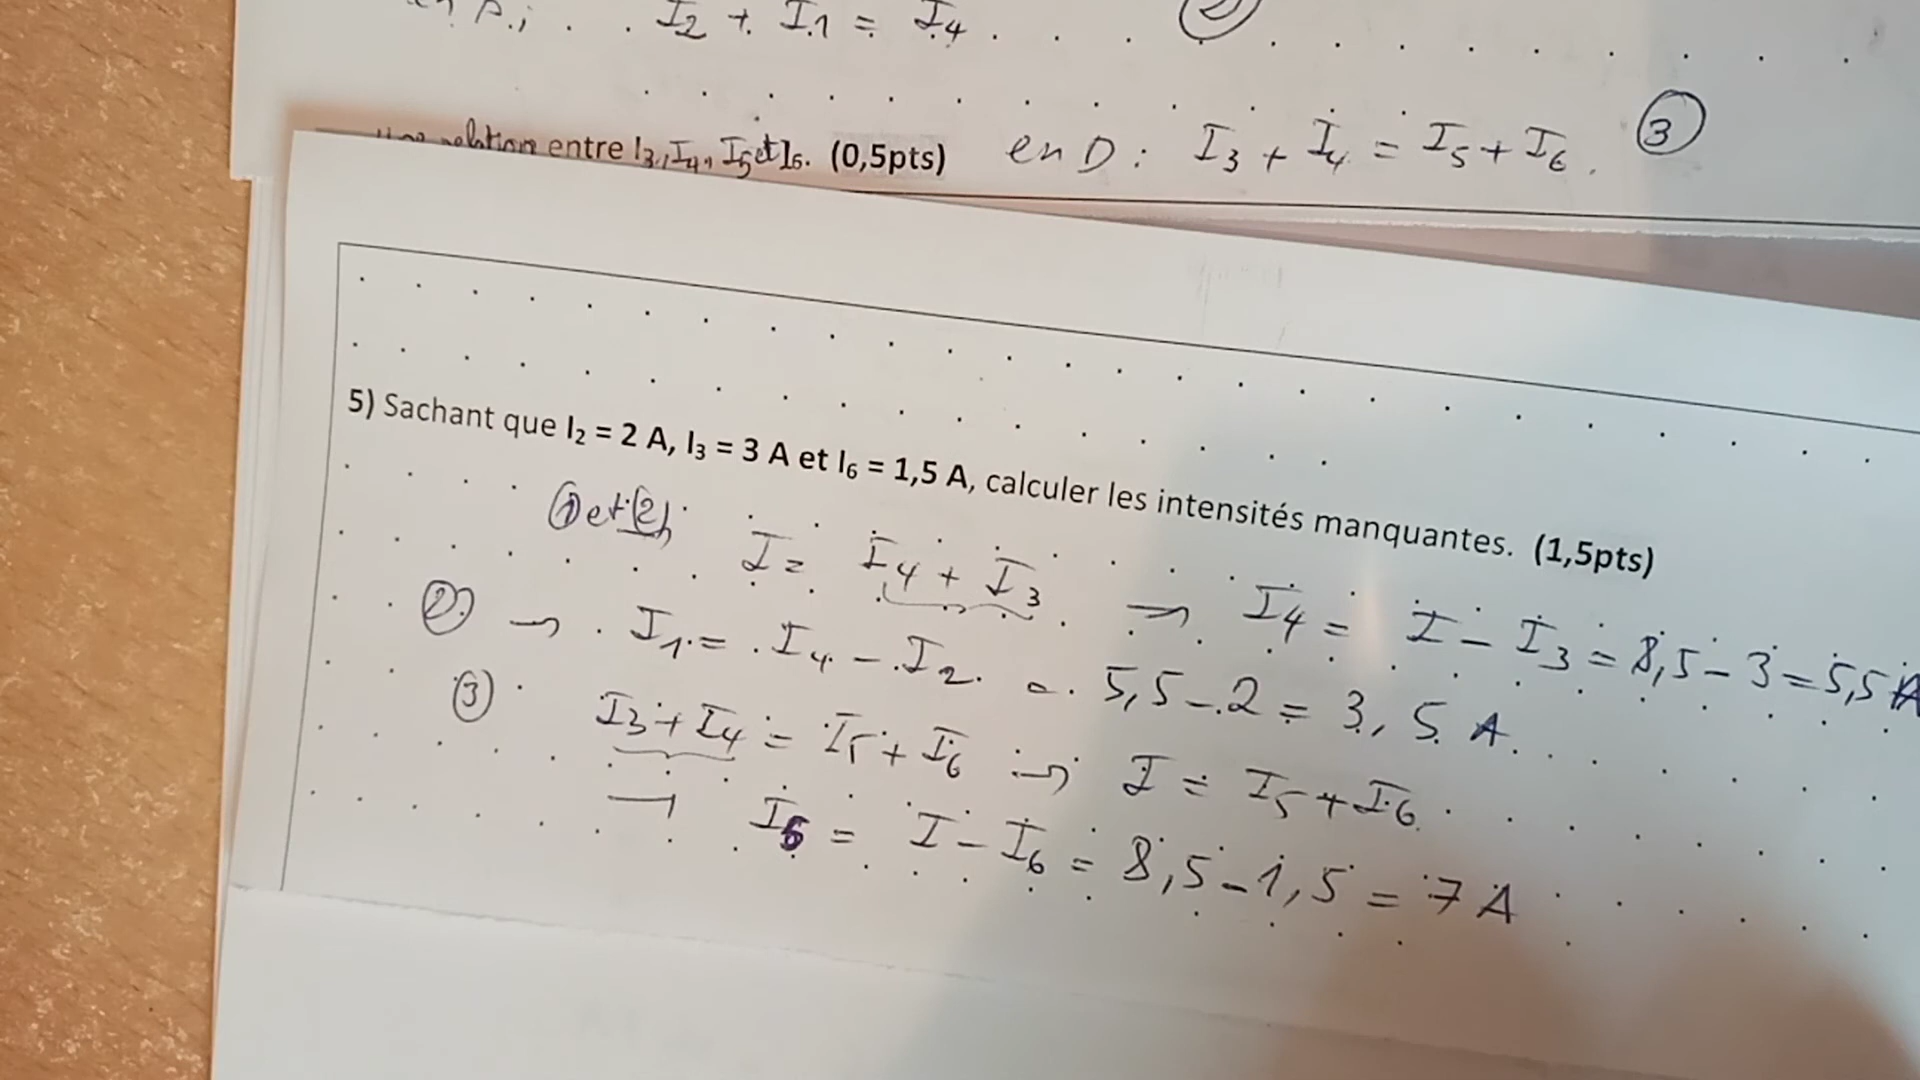 I2 + I1 = I4 . 2
relation entre I3, I4, I5 et I6. (0,5pts) en D : I3 + I4 = I5 + I6. 3
5) Sachant que I₂ = 2 A, I₃ = 3 A et I₆ = 1,5 A, calculer les intensités manquantes. (1,5pts)
1 et 2 I = I4 + I3 → I4 = I - I3 = 8,5 - 3 = 5,5 A
2 → I1 = I4 - I2 = 5,5 - 2 = 3,5 A
3 I3 + I4 = I5 + I6 → I = I5 + I6
→ I5 = I - I6 = 8,5 - 1,5 = 7 A